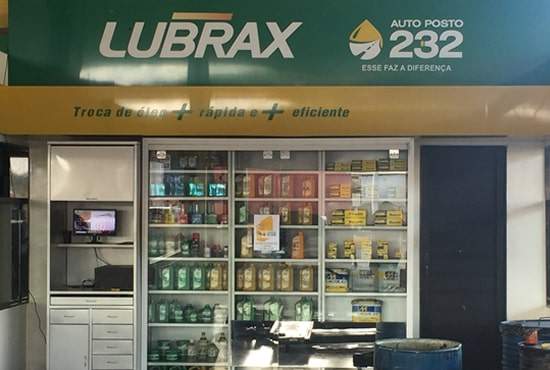 LUBRAX
AUTO POSTO
232
ESSE FAZ A DIFERENÇA
Troca de óleo + rápida e + eficiente